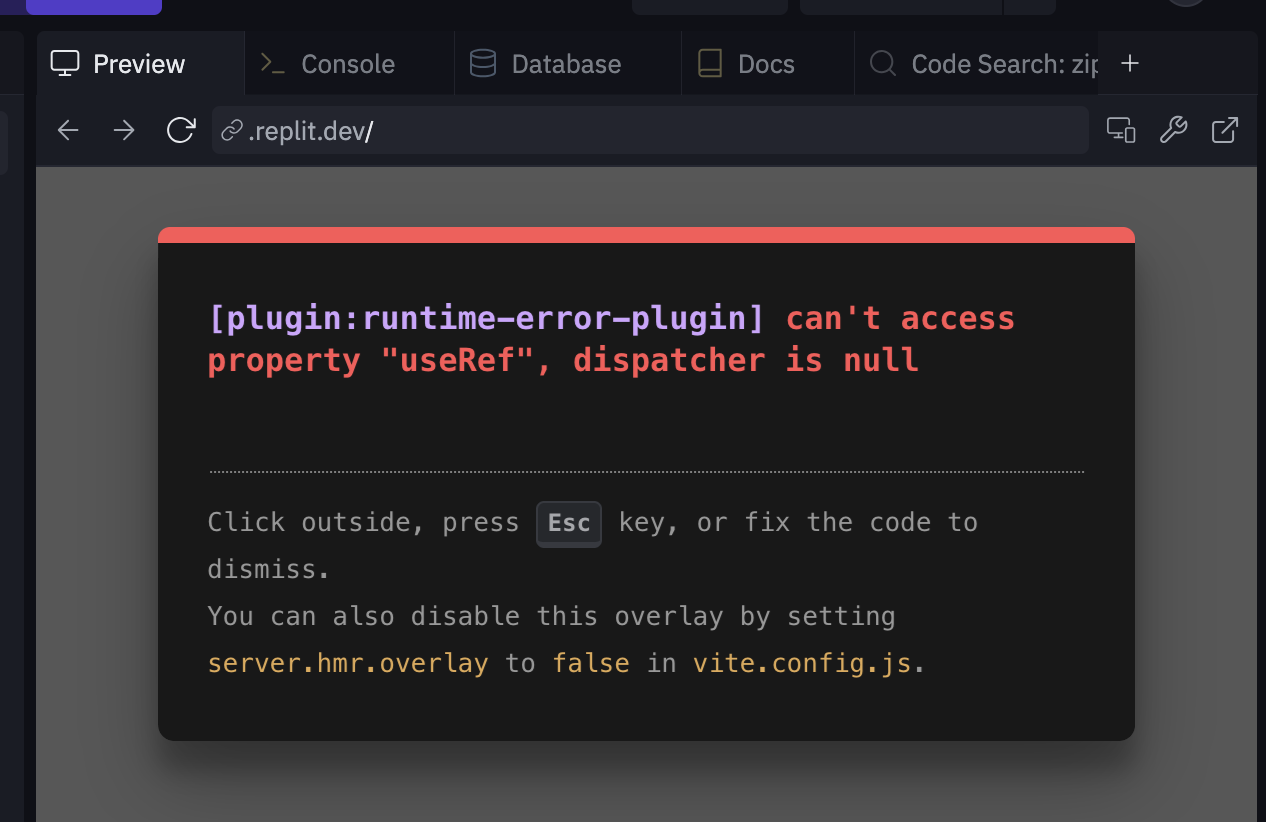 Preview
Console
Database
Docs
Code Search: zip
.replit.dev/
[plugin:runtime-error-plugin] can't access
property "useRef", dispatcher is null
Click outside, press Esc key, or fix the code to
dismiss.
You can also disable this overlay by setting
server.hmr.overlay to false in vite.config.js.